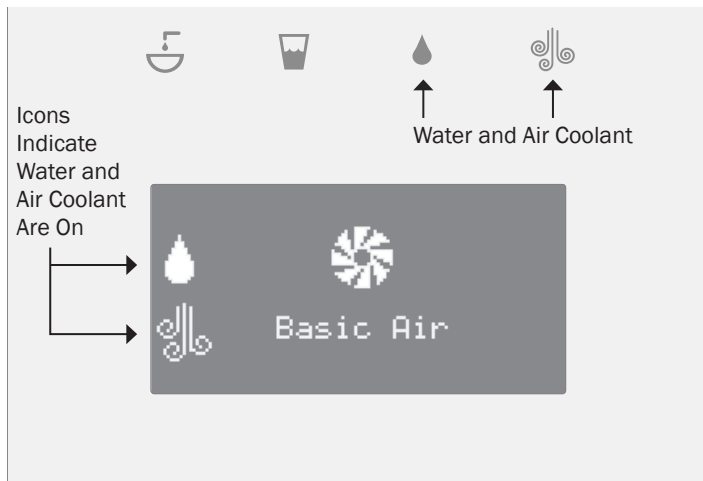 Icons
Indicate
Water and
Air Coolant
Are On
Water and Air Coolant
Basic Air